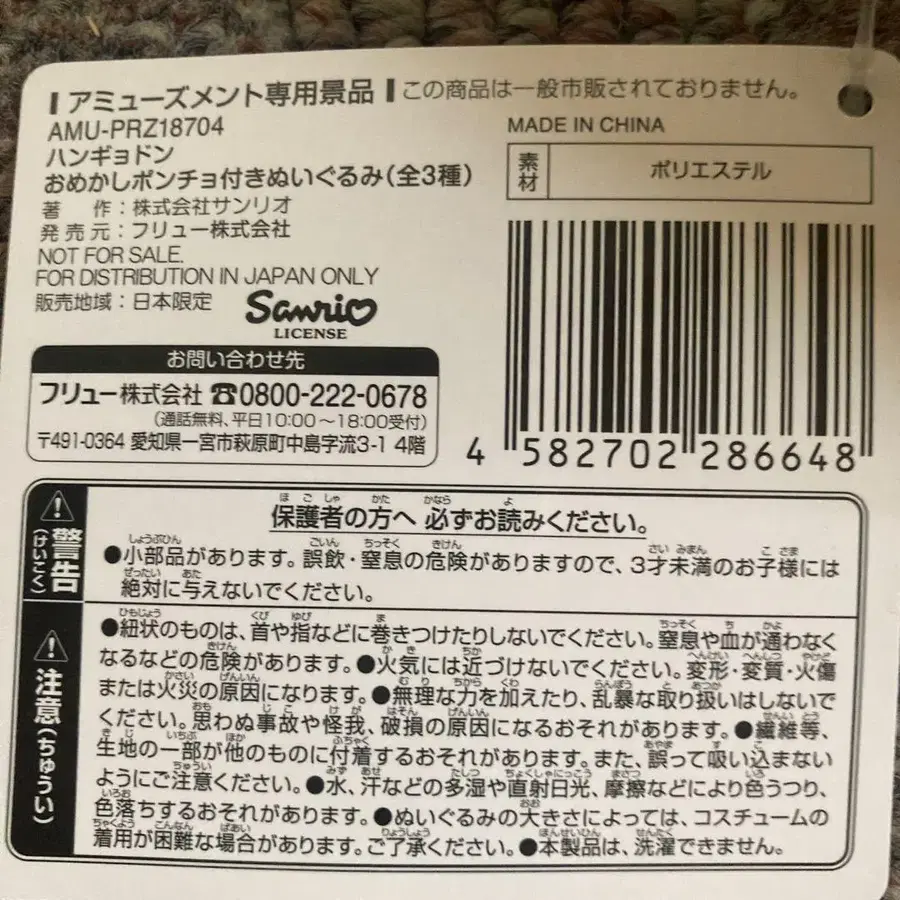 アミューズメント専用景品 この商品は一般市販されておりません。
AMU-PRZ18704
ハンギョドン
おめかしポンチョ付きぬいぐるみ(全3種)
著　作：株式会社サンリオ
発売元：フリュー株式会社
NOT FOR SALE.
FOR DISTRIBUTION IN JAPAN ONLY
販売地域：日本限定
Sanrio
LICENSE
MADE IN CHINA
素材 ポリエステル
4 582702 286648
お問い合わせ先
フリュー株式会社 ☎0800-222-0678
(通話無料、平日10:00～18:00受付)
〒491-0364 愛知県一宮市萩原町中島字流3-1 4階
警告(けいこく)
保護者の方へ 必ずお読みください。
●小部品があります。誤飲・窒息の危険がありますので、3才未満のお子様には
絶対に与えないでください。
注意(ちゅうい)
●紐状のものは、首や指などに巻きつけたりしないでください。窒息や血が通わなく
なるなどの危険があります。●火気には近づけないでください。変形・変質・火傷
または火災の原因になります。●無理な力を加えたり、乱暴な取り扱いはしないで
ください。思わぬ事故や怪我、破損の原因になるおそれがあります。●繊維等、
生地の一部が他のものに付着するおそれがあります。また、誤って吸い込まない
ようにご注意ください。●水、汗などの多湿や直射日光、摩擦などにより色うつり、
色落ちするおそれがあります。●ぬいぐるみの大きさによっては、コスチュームの
着用が困難な場合があります。ご了承ください。●本製品は、洗濯できません。